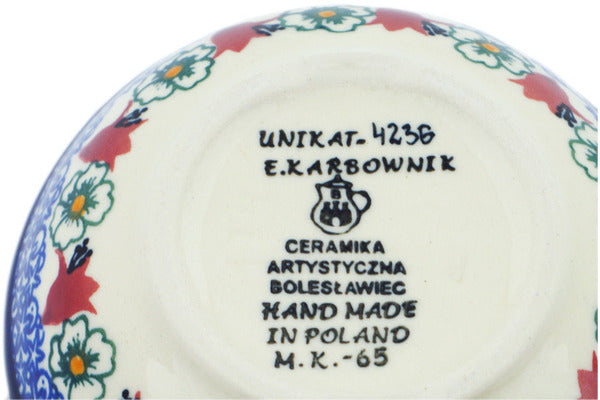 UNIKAT-4236
E.KARBOWNIK
CERAMIKA
ARTYSTYCZNA
BOLESŁAWIEC
HAND MADE
IN POLAND
M.K.-65